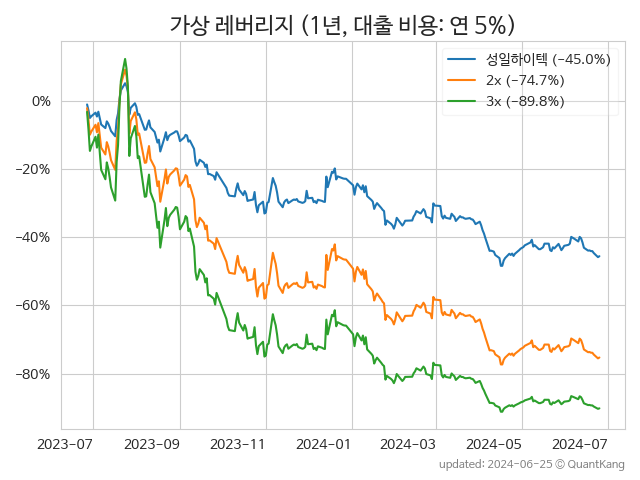 가상 레버리지 (1년, 대출 비용: 연 5%)
성일하이텍 (−45.0%)
2x (−74.7%)
3x (−89.8%)
0%
−20%
−40%
−60%
−80%
2023-07 2023-09 2023-11 2024-01 2024-03 2024-05 2024-07
updated: 2024-06-25 ⓒ QuantKang